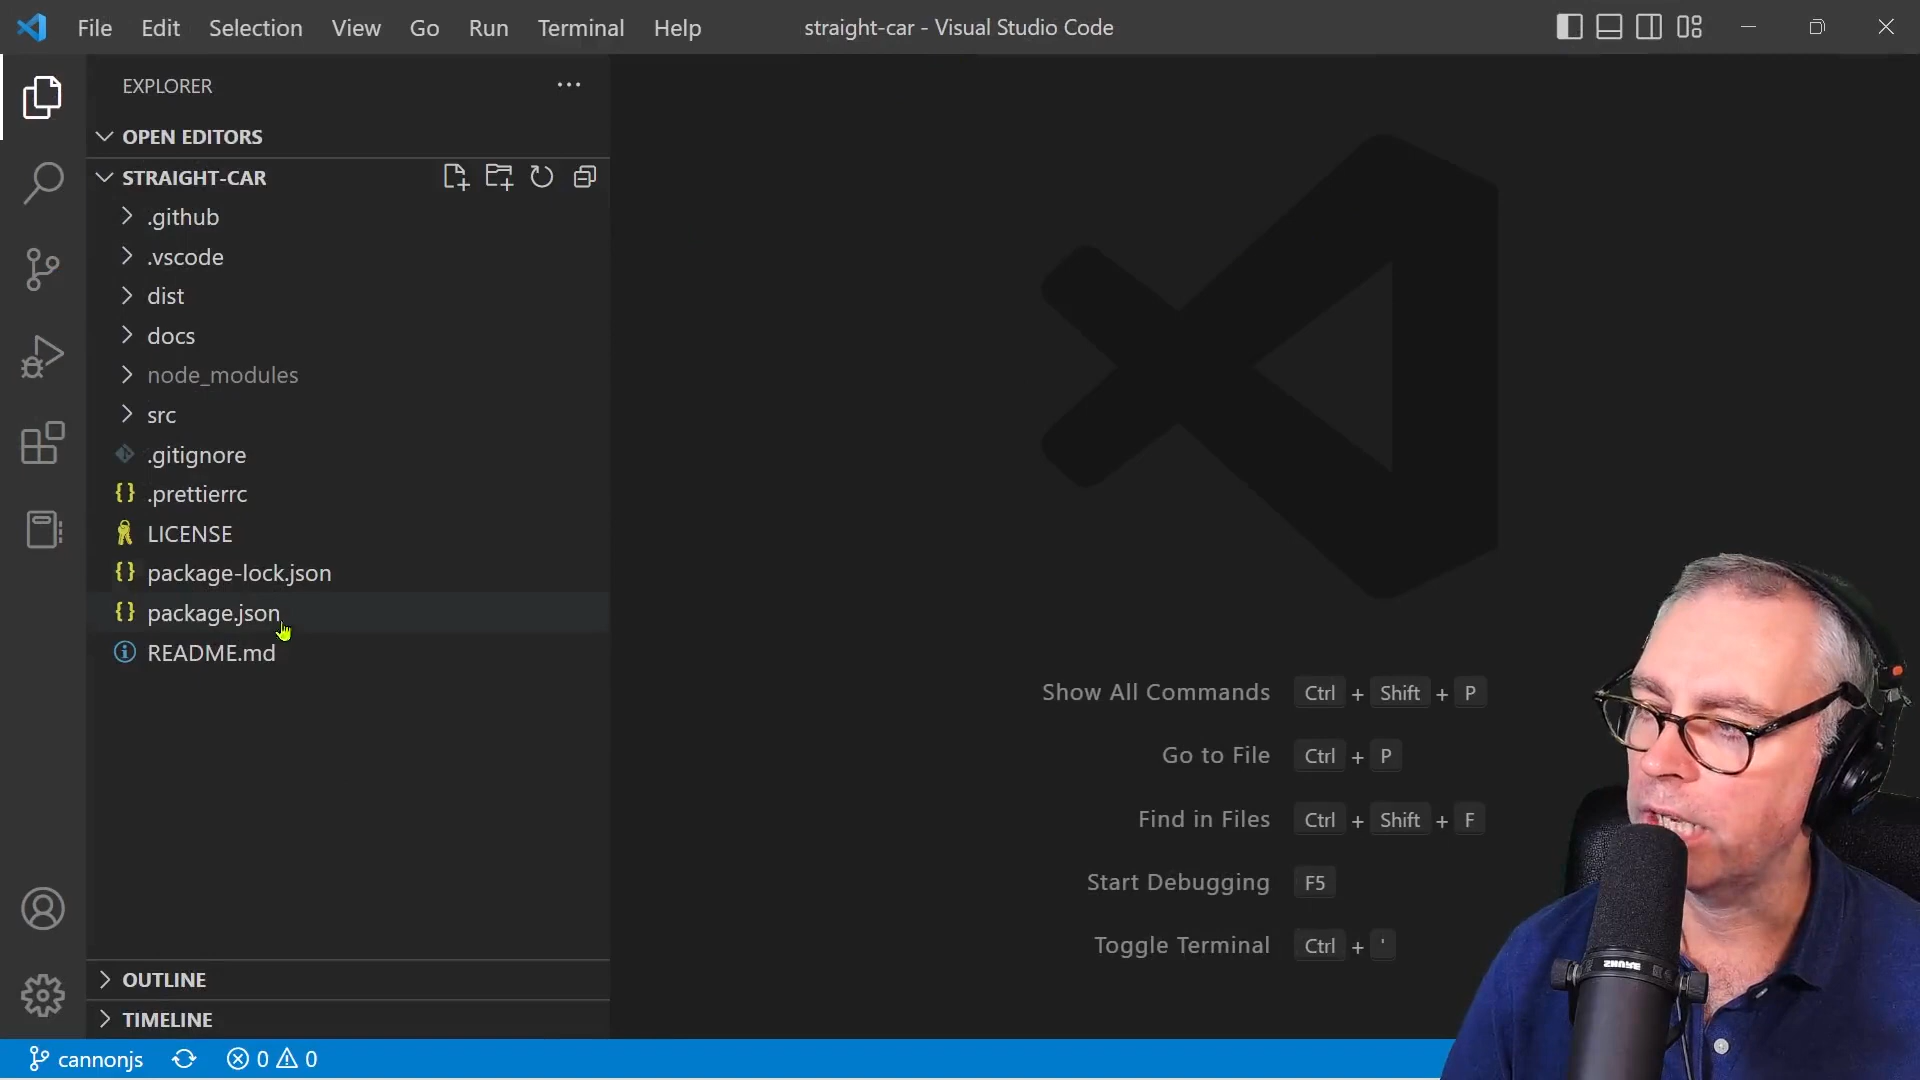 File Edit Selection View Go Run Terminal Help straight-car - Visual Studio Code
EXPLORER
OPEN EDITORS
STRAIGHT-CAR
.github
.vscode
dist
docs
node_modules
src
.gitignore
.prettierrc
LICENSE
package-lock.json
package.json
README.md
OUTLINE
TIMELINE
cannonjs 0 0
Show All Commands Ctrl + Shift + P
Go to File Ctrl + P
Find in Files Ctrl + Shift + F
Start Debugging F5
Toggle Terminal Ctrl + '
SHURE